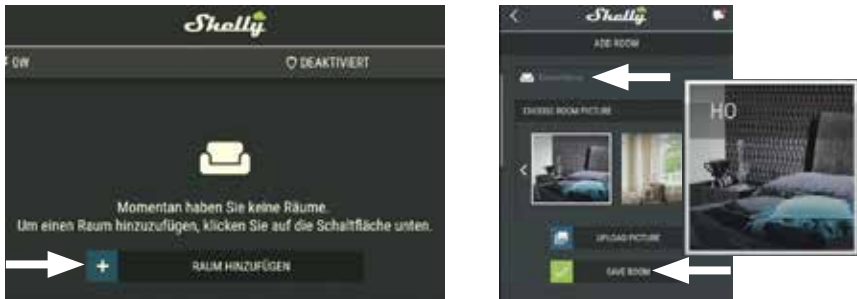 Shelly
0W
DEAKTIVIERT
Momentan haben Sie keine Räume.
Um einen Raum hinzuzufügen, klicken Sie auf die Schaltfläche unten.
+ RAUM HINZUFÜGEN
Shelly
ADD ROOM
CHOOSE ROOM PICTURE
UPLOAD PICTURE
SAVE ROOM
HO